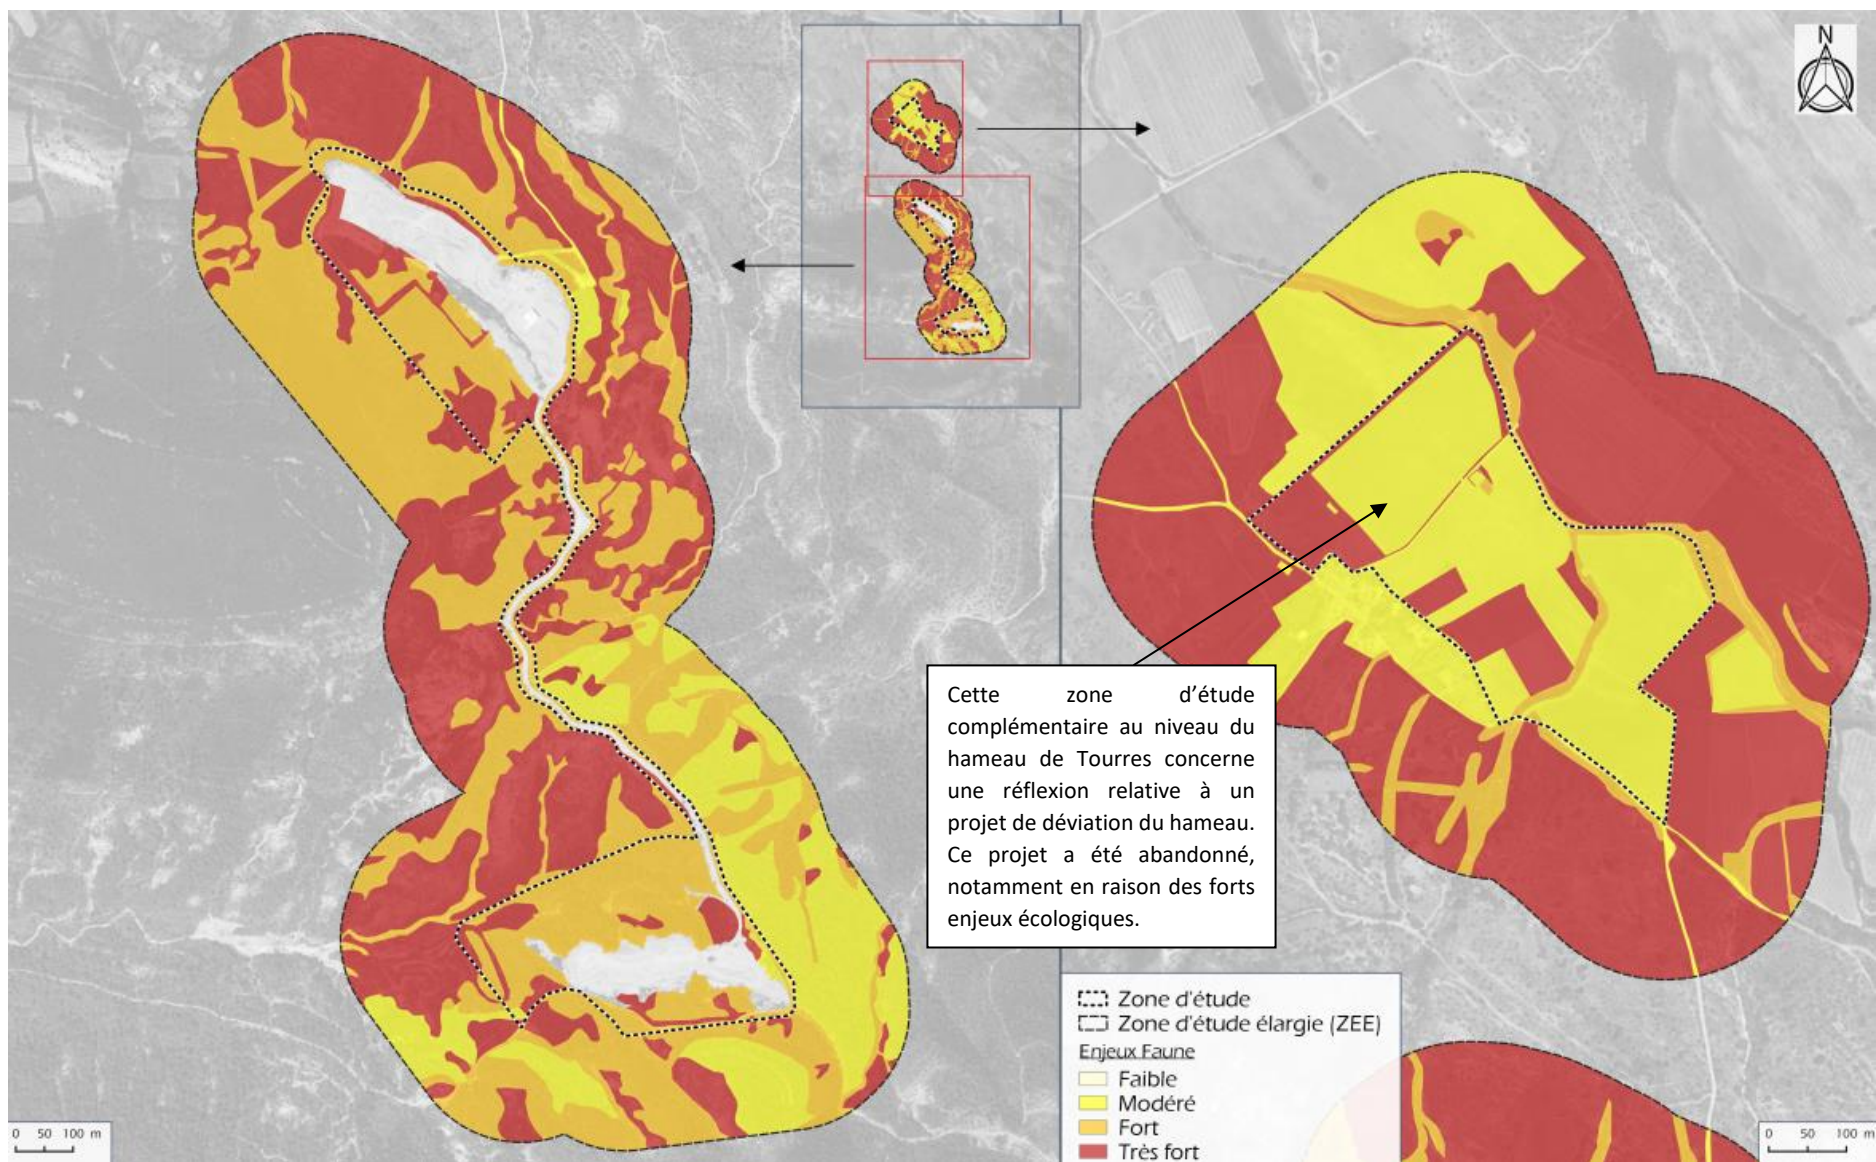 N
Cette zone d'étude
complémentaire au niveau du
hameau de Tourres concerne
une réflexion relative à un
projet de déviation du hameau.
Ce projet a été abandonné,
notamment en raison des forts
enjeux écologiques.
Zone d'étude
Zone d'étude élargie (ZEE)
Enjeux Faune
Faible
Modéré
Fort
Très fort
0 50 100 m
0 50 100 m